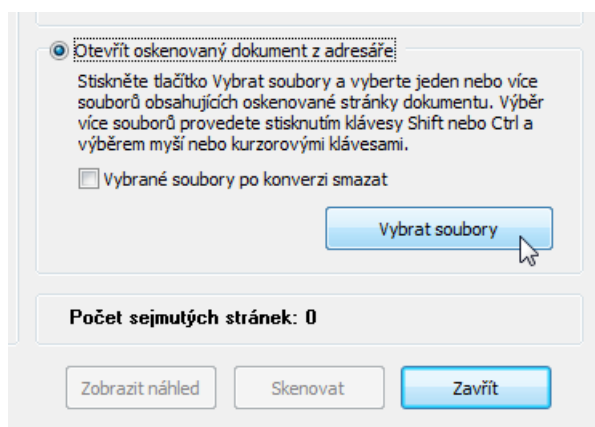 Otevřít oskenovaný dokument z adresáře
Stiskněte tlačítko Vybrat soubory a vyberte jeden nebo více
souborů obsahujících oskenované stránky dokumentu. Výběr
více souborů provedete stisknutím klávesy Shift nebo Ctrl a
výběrem myší nebo kurzorovými klávesami.
Vybrané soubory po konverzi smazat
Vybrat soubory
Počet sejmutých stránek: 0
Zobrazit náhled
Skenovat
Zavřít